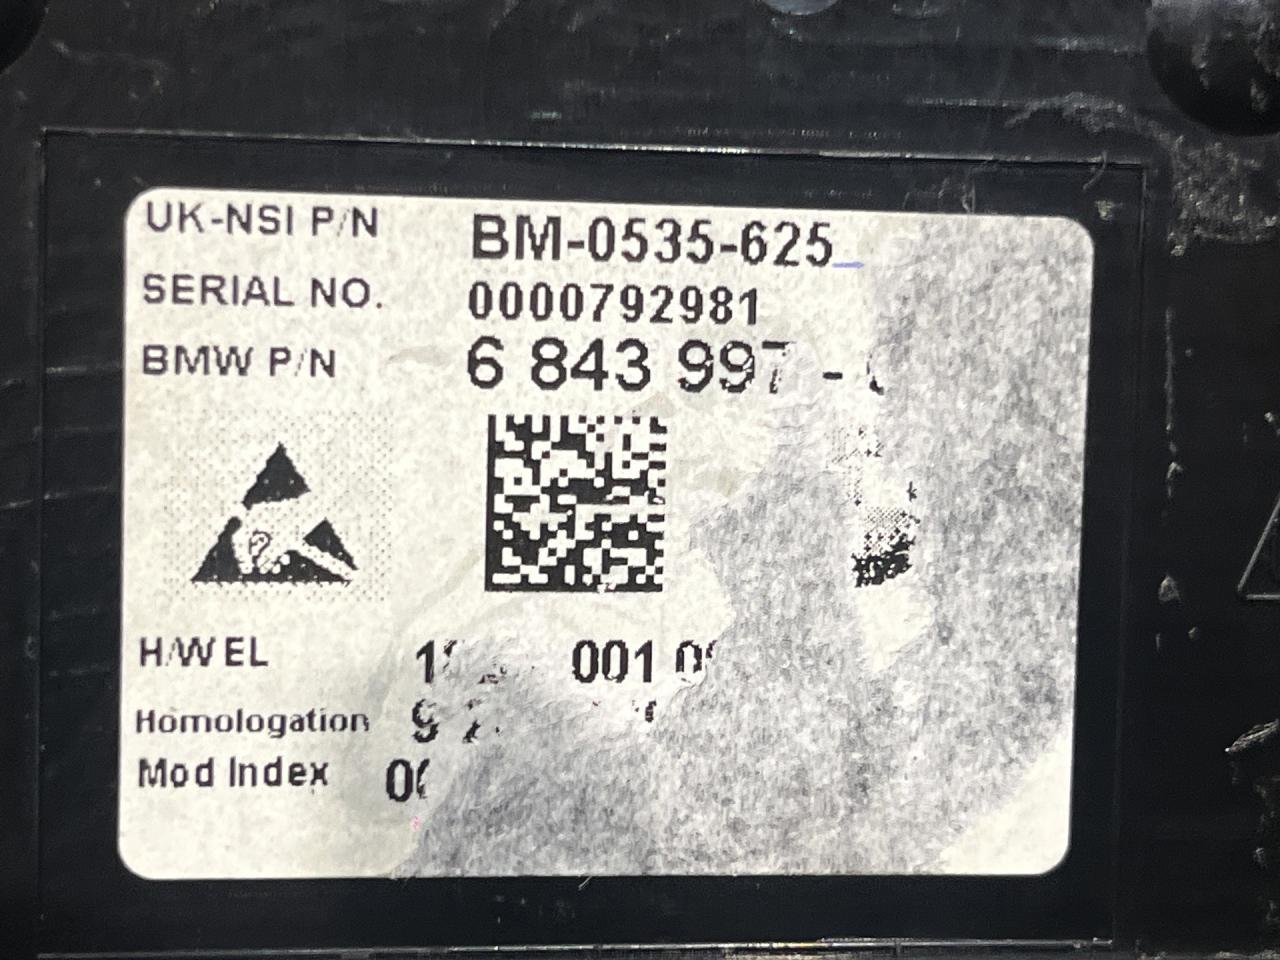 UK-NSI P/N BM-0535-625
SERIAL NO. 0000792981
BMW P/N 6 843 997 -
H/W EL 001
Homologation
Mod Index